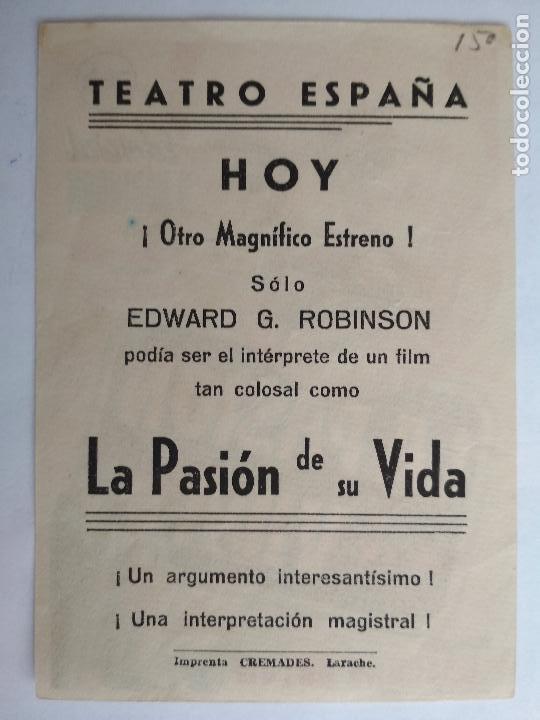 150
TEATRO ESPAÑA
HOY
¡ Otro Magnífico Estreno !
Sólo
EDWARD G. ROBINSON
podía ser el intérprete de un film
tan colosal como
La Pasión de su Vida
¡ Un argumento interesantísimo !
¡ Una interpretación magistral !
Imprenta CREMADES. Larache.
todocoleccion.net